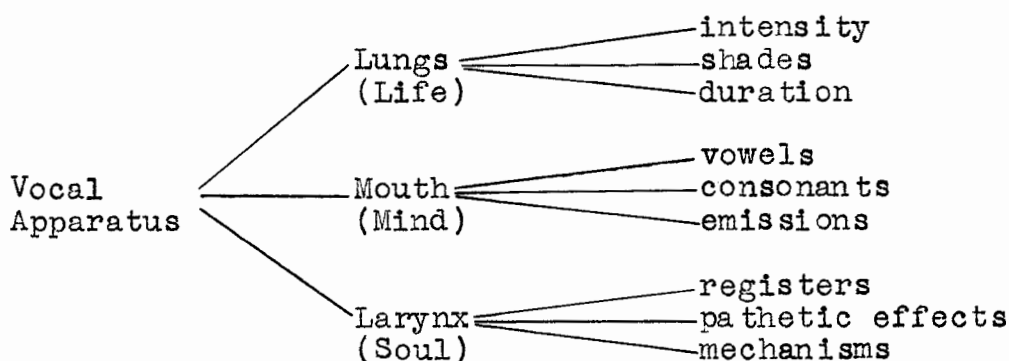 intensity
Lungs shades
(Life) duration
vowels
Vocal Mouth consonants
Apparatus (Mind) emissions
registers
Larynx pathetic effects
(Soul) mechanisms